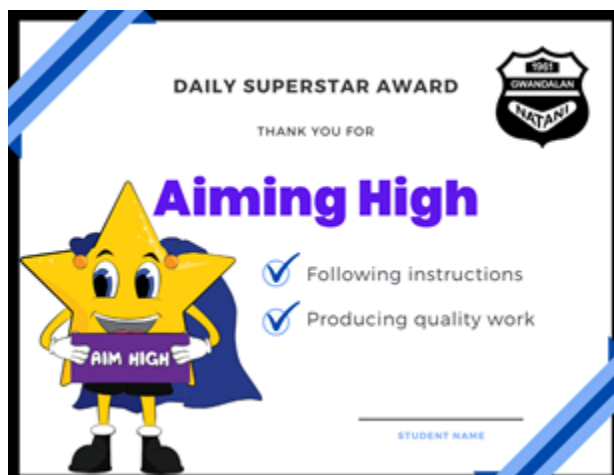 DAILY SUPERSTAR AWARD
1961
GWANDALAN
NATANI
THANK YOU FOR
Aiming High
Following instructions
Producing quality work
AIM HIGH
STUDENT NAME